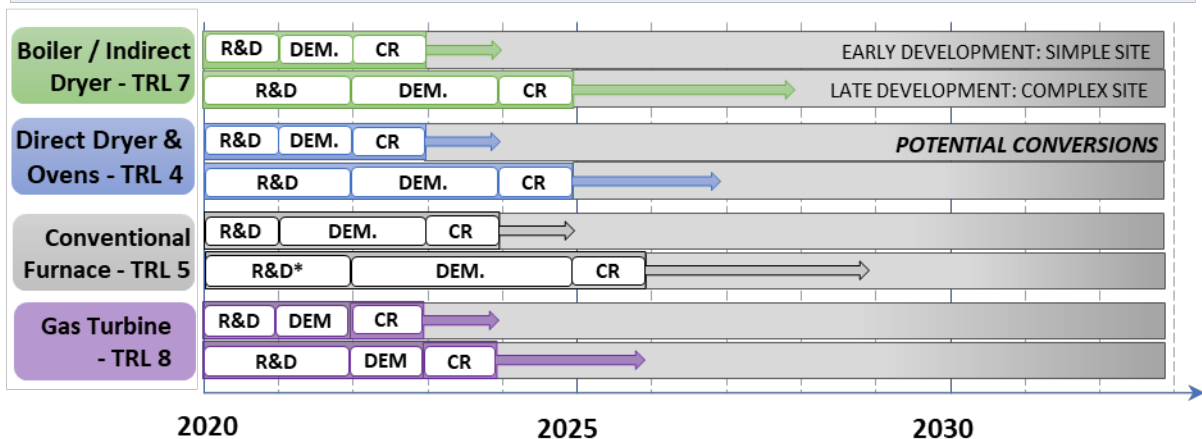 Boiler / Indirect
Dryer - TRL 7
R&D DEM. CR EARLY DEVELOPMENT: SIMPLE SITE
R&D DEM. CR LATE DEVELOPMENT: COMPLEX SITE
Direct Dryer &
Ovens - TRL 4
R&D DEM. CR POTENTIAL CONVERSIONS
R&D DEM. CR
Conventional
Furnace - TRL 5
R&D DEM. CR
R&D* DEM. CR
Gas Turbine
- TRL 8
R&D DEM CR
R&D DEM CR
2020 2025 2030